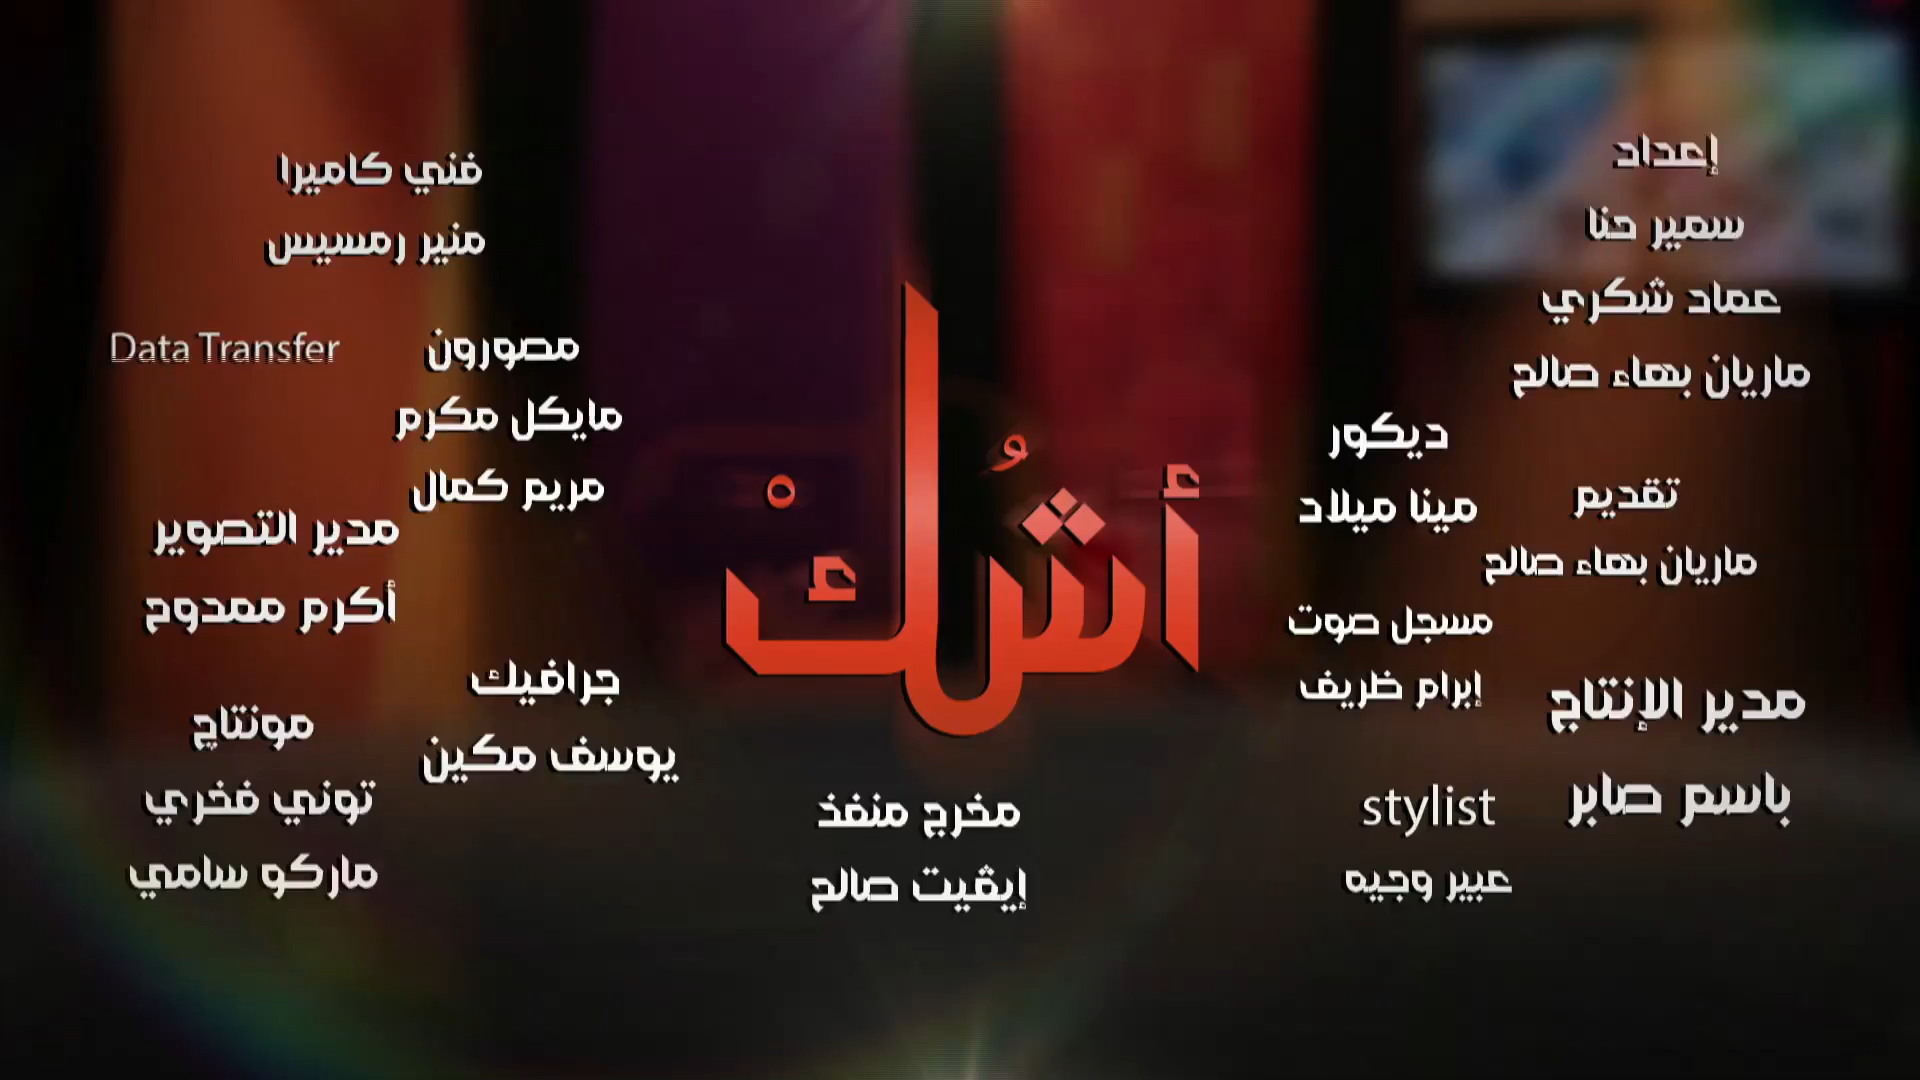 إعداد
سمير حنا
عماد شكري
ماريان بهاء صالح
تقديم
ماريان بهاء صالح
مدير الإنتاج
باسم صابر
ديكور
مينا ميلاد
مسجل صوت
إبرام ظريف
stylist
عبير وجيه
أشُكْ
مخرج منفذ
إيڤيت صالح
فني كاميرا
منير رمسيس
مصورون
مايكل مكرم
مريم كمال
Data Transfer
مدير التصوير
أكرم ممدوح
جرافيك
يوسف مكين
مونتاچ
توني فخري
ماركو سامي